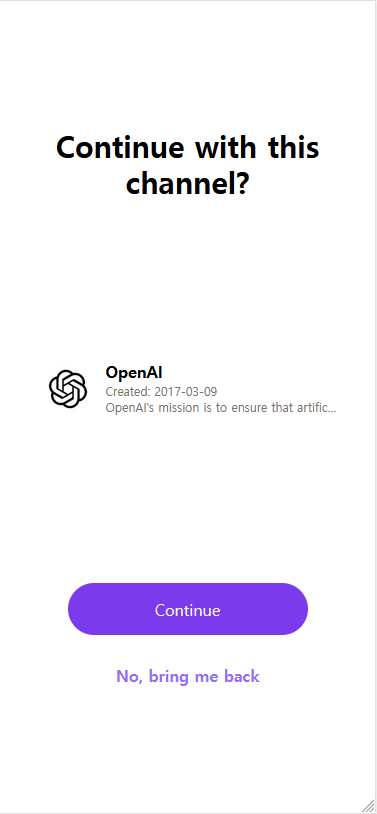 Continue with this
channel?
OpenAI
Created: 2017-03-09
OpenAI's mission is to ensure that artific...
Continue
No, bring me back